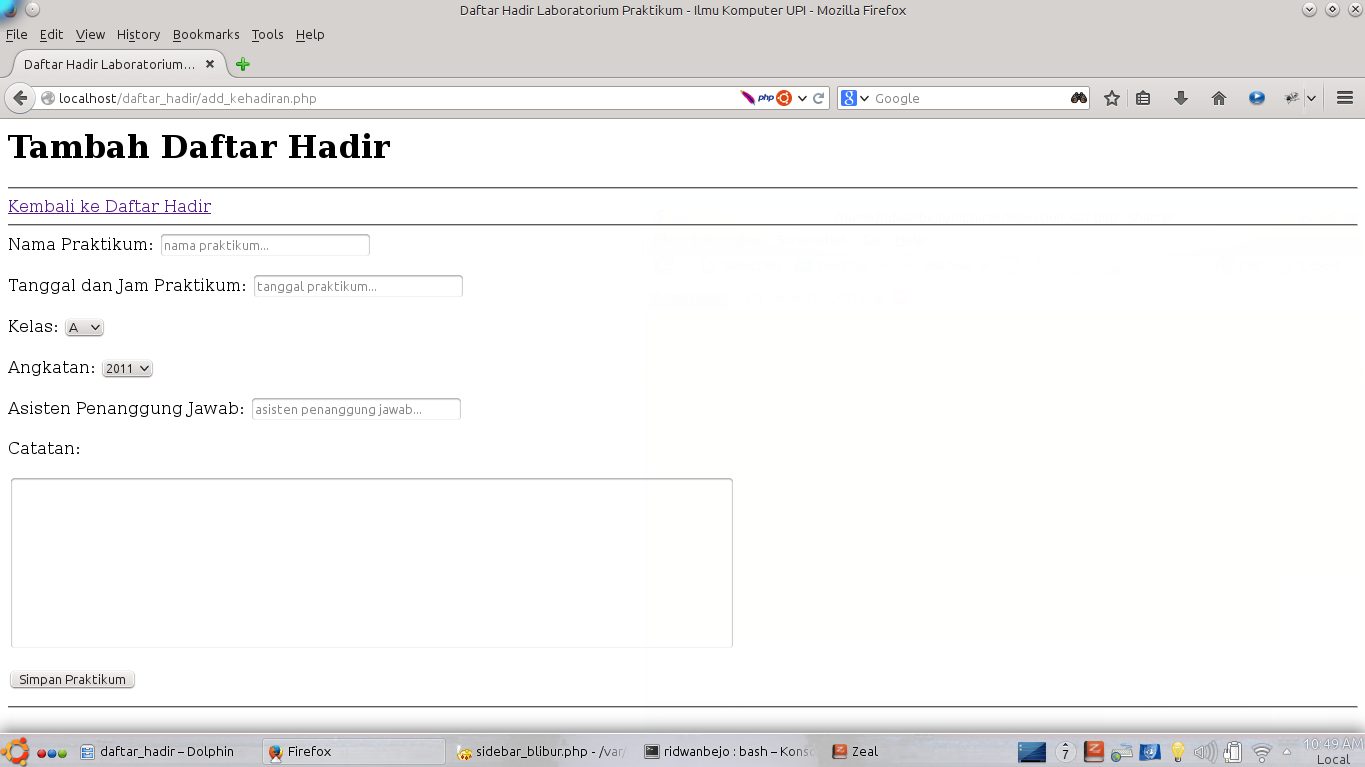 Daftar Hadir Laboratorium Praktikum - Ilmu Komputer UPI - Mozilla Firefox
File Edit View History Bookmarks Tools Help
Daftar Hadir Laboratorium...
localhost/daftar_hadir/add_kehadiran.php php 8 Google
Tambah Daftar Hadir
Kembali ke Daftar Hadir
Nama Praktikum: nama praktikum...
Tanggal dan Jam Praktikum: tanggal praktikum...
Kelas: A
Angkatan: 2011
Asisten Penanggung Jawab: asisten penanggung jawab...
Catatan:
Simpan Praktikum
daftar_hadir – Dolphin Firefox sidebar_blibur.php - /var/ ridwanbejo : bash – Konso Zeal 7 10:49 AM
Local